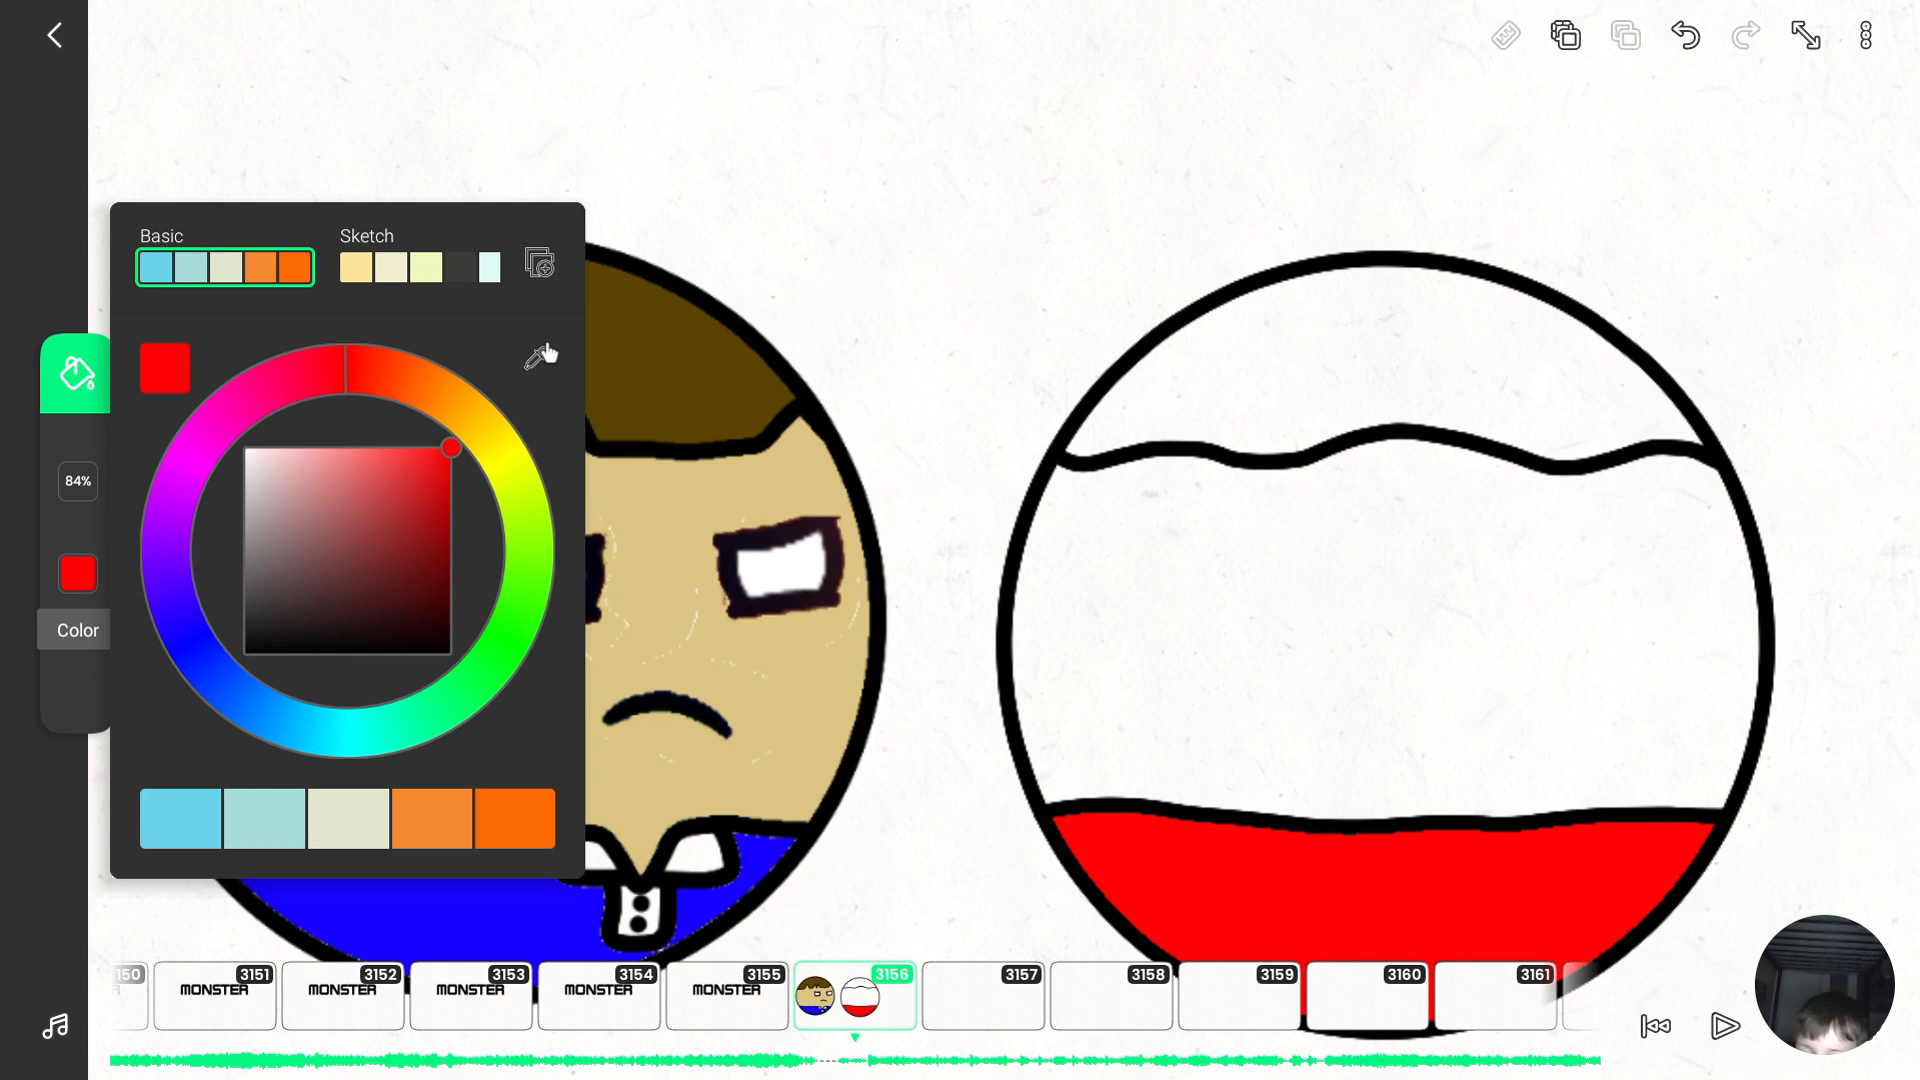 Basic
Sketch
84%
Color
150
3151
3152
3153
3154
3155
3156
3157
3158
3159
3160
3161
MONSTER
MONSTER
MONSTER
MONSTER
MONSTER